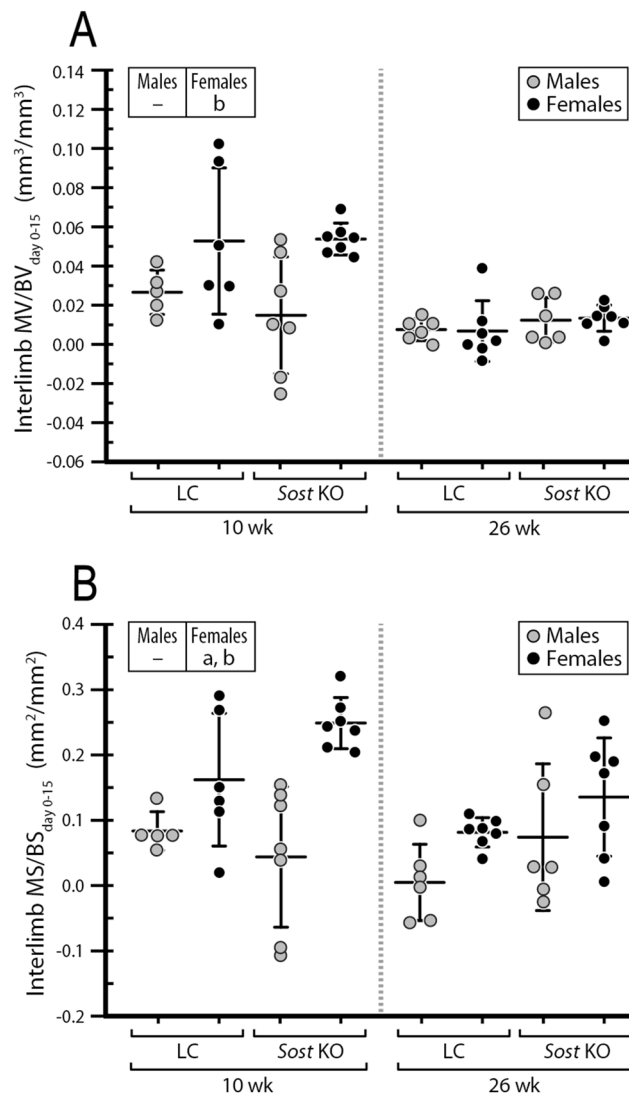 A
Interlimb MV/BV day 0-15 (mm³/mm³)
0.14
0.12
0.10
0.08
0.06
0.04
0.02
0.00
-0.02
-0.04
-0.06
Males Females
– b
Males
Females
LC Sost KO LC Sost KO
10 wk 26 wk
B
Interlimb MS/BS day 0-15 (mm²/mm²)
0.4
0.3
0.2
0.1
0.0
-0.1
-0.2
Males Females
– a, b
Males
Females
LC Sost KO LC Sost KO
10 wk 26 wk